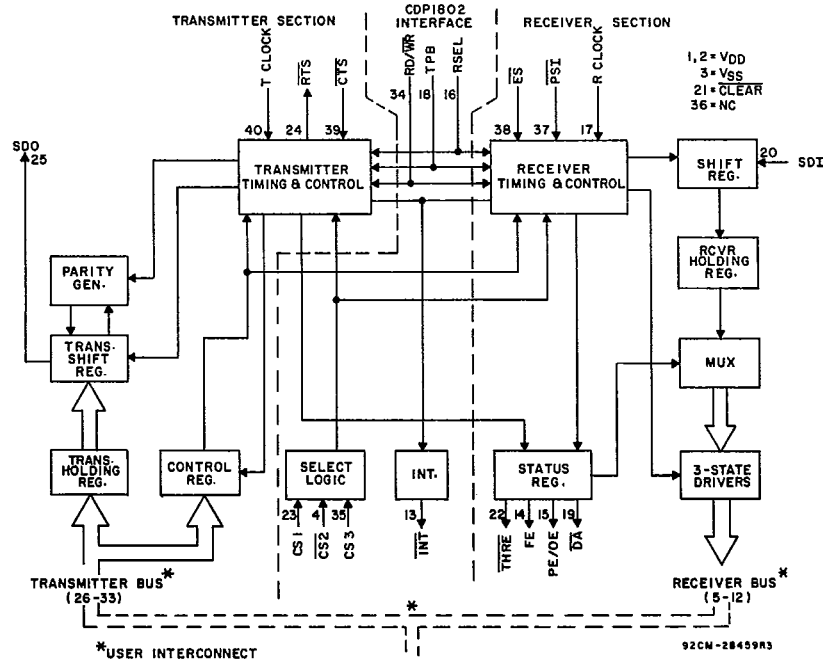 TRANSMITTER SECTION
CDP1802
INTERFACE
RECEIVER SECTION
T CLOCK
RTS
CTS
RD/WR
TPB
RSEL
ES
PSI
R CLOCK
1,2=VDD
3=VSS
21=CLEAR
36=NC
40
24
39
34
18
16
38
37
17
SDO
25
20
SDI
TRANSMITTER
TIMING & CONTROL
RECEIVER
TIMING & CONTROL
SHIFT
REG.
PARITY
GEN.
RCVR
HOLDING
REG.
TRANS-
SHIFT
REG.
MUX
TRANS-
HOLDING
REG.
CONTROL
REG.
SELECT
LOGIC
INT.
STATUS
REG.
3-STATE
DRIVERS
23
4
35
13
22
14
15
19
CS1
CS2
CS3
INT
THRE
FE
PE/OE
DA
TRANSMITTER BUS*
(26-33)
RECEIVER BUS*
(5-12)
*
*USER INTERCONNECT
92CM-28459R3